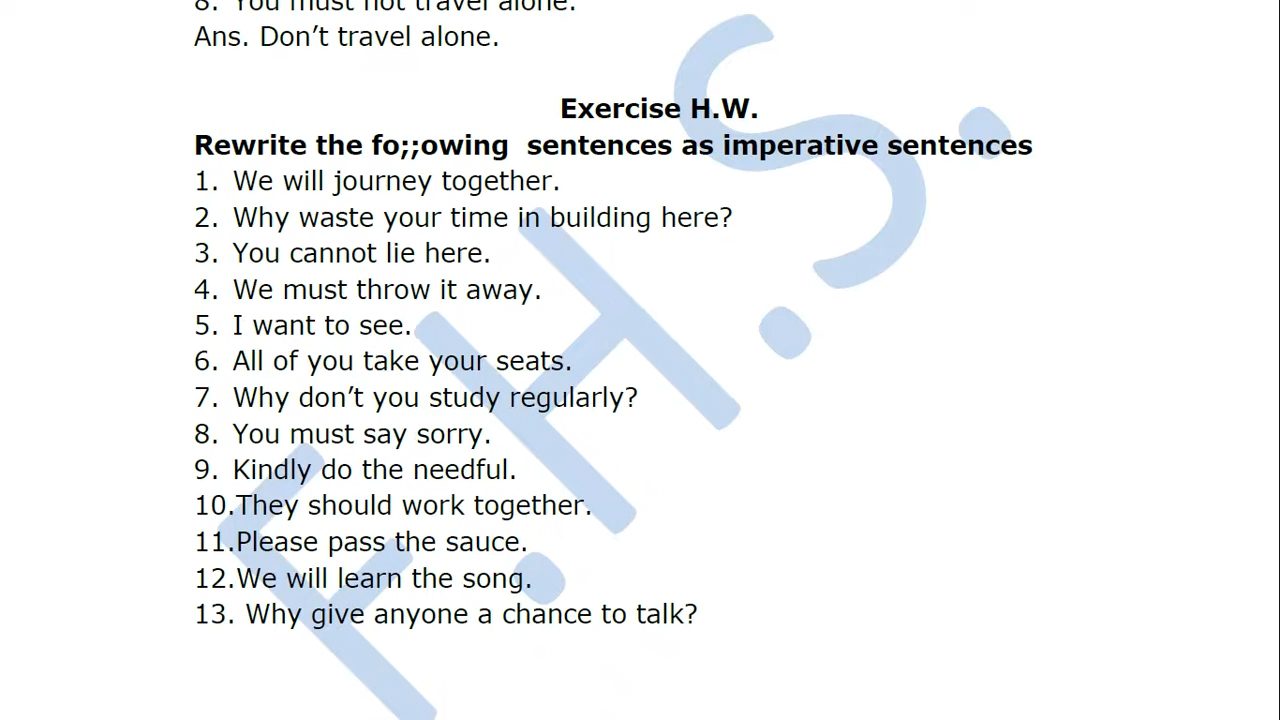 8. You must not travel alone.
Ans. Don’t travel alone.
Exercise H.W.
Rewrite the fo;;owing sentences as imperative sentences
1. We will journey together.
2. Why waste your time in building here?
3. You cannot lie here.
4. We must throw it away.
5. I want to see.
6. All of you take your seats.
7. Why don’t you study regularly?
8. You must say sorry.
9. Kindly do the needful.
10.They should work together.
11.Please pass the sauce.
12.We will learn the song.
13. Why give anyone a chance to talk?
F.H.S.